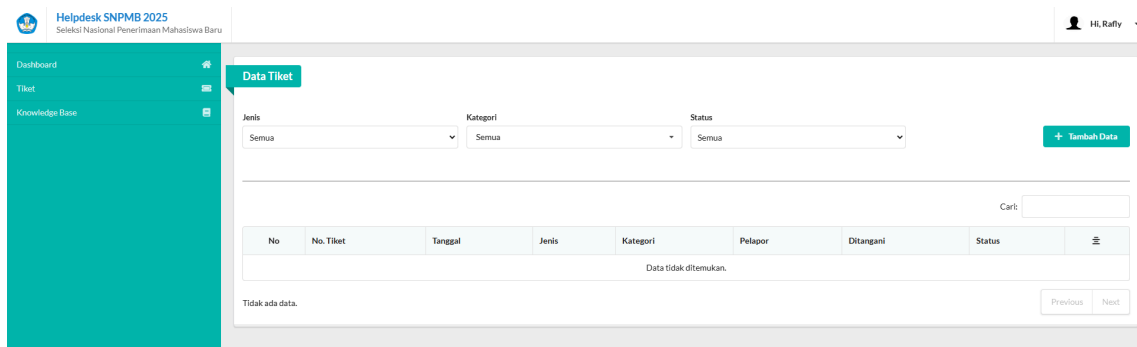 Helpdesk SNPMB 2025
Seleksi Nasional Penerimaan Mahasiswa Baru
Hi, Rafly
Dashboard
Tiket
Knowledge Base
Data Tiket
Jenis
Kategori
Status
Semua
Semua
Semua
+ Tambah Data
Cari:
No No. Tiket Tanggal Jenis Kategori Pelapor Ditangani Status
Data tidak ditemukan.
Tidak ada data.
Previous Next